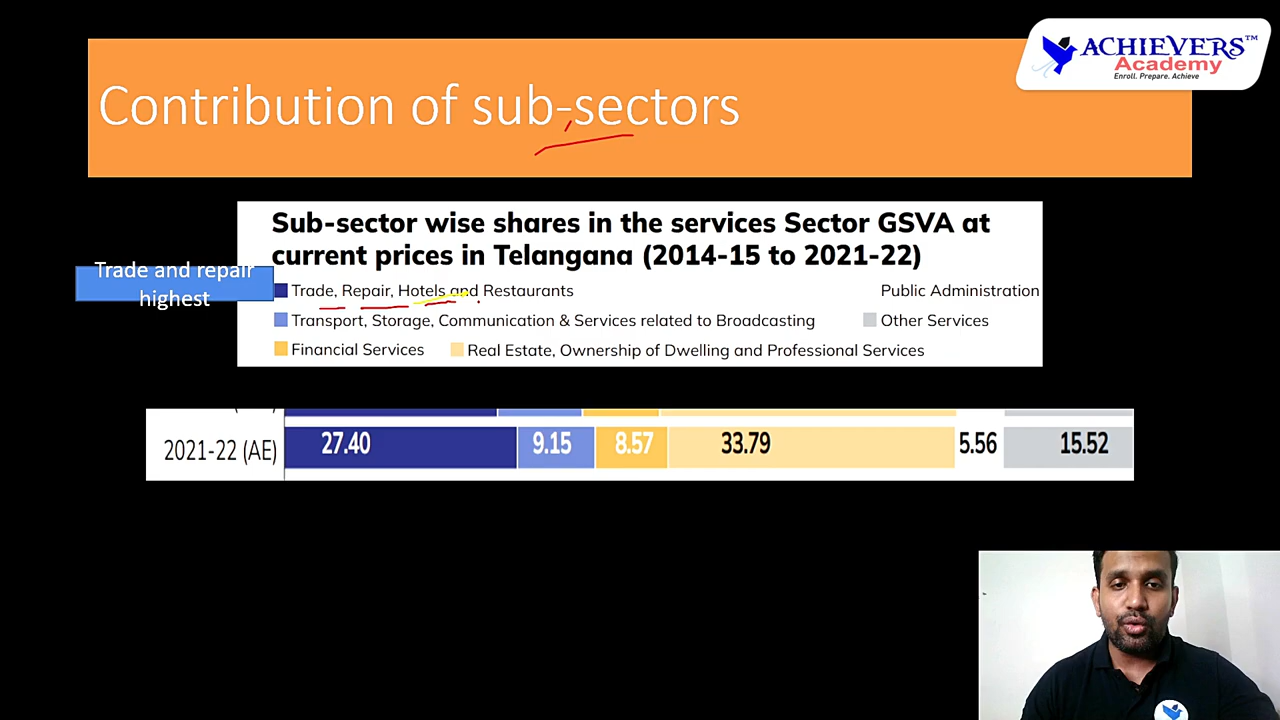 ACHIEVERS™
Academy
Enroll. Prepare. Achieve
Contribution of sub-sectors
Sub-sector wise shares in the services Sector GSVA at
current prices in Telangana (2014-15 to 2021-22)
Trade and repair
highest
Trade, Repair, Hotels and Restaurants Public Administration
Transport, Storage, Communication & Services related to Broadcasting Other Services
Financial Services Real Estate, Ownership of Dwelling and Professional Services
2021-22 (AE) 27.40 9.15 8.57 33.79 5.56 15.52